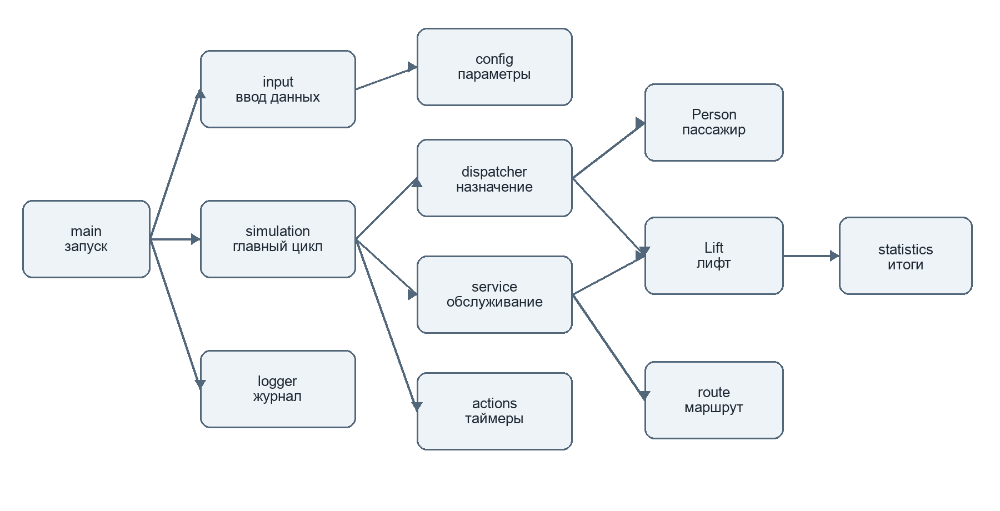 main
запуск
input
ввод данных
simulation
главный цикл
logger
журнал
config
параметры
dispatcher
назначение
service
обслуживание
actions
таймеры
Person
пассажир
Lift
лифт
route
маршрут
statistics
итоги